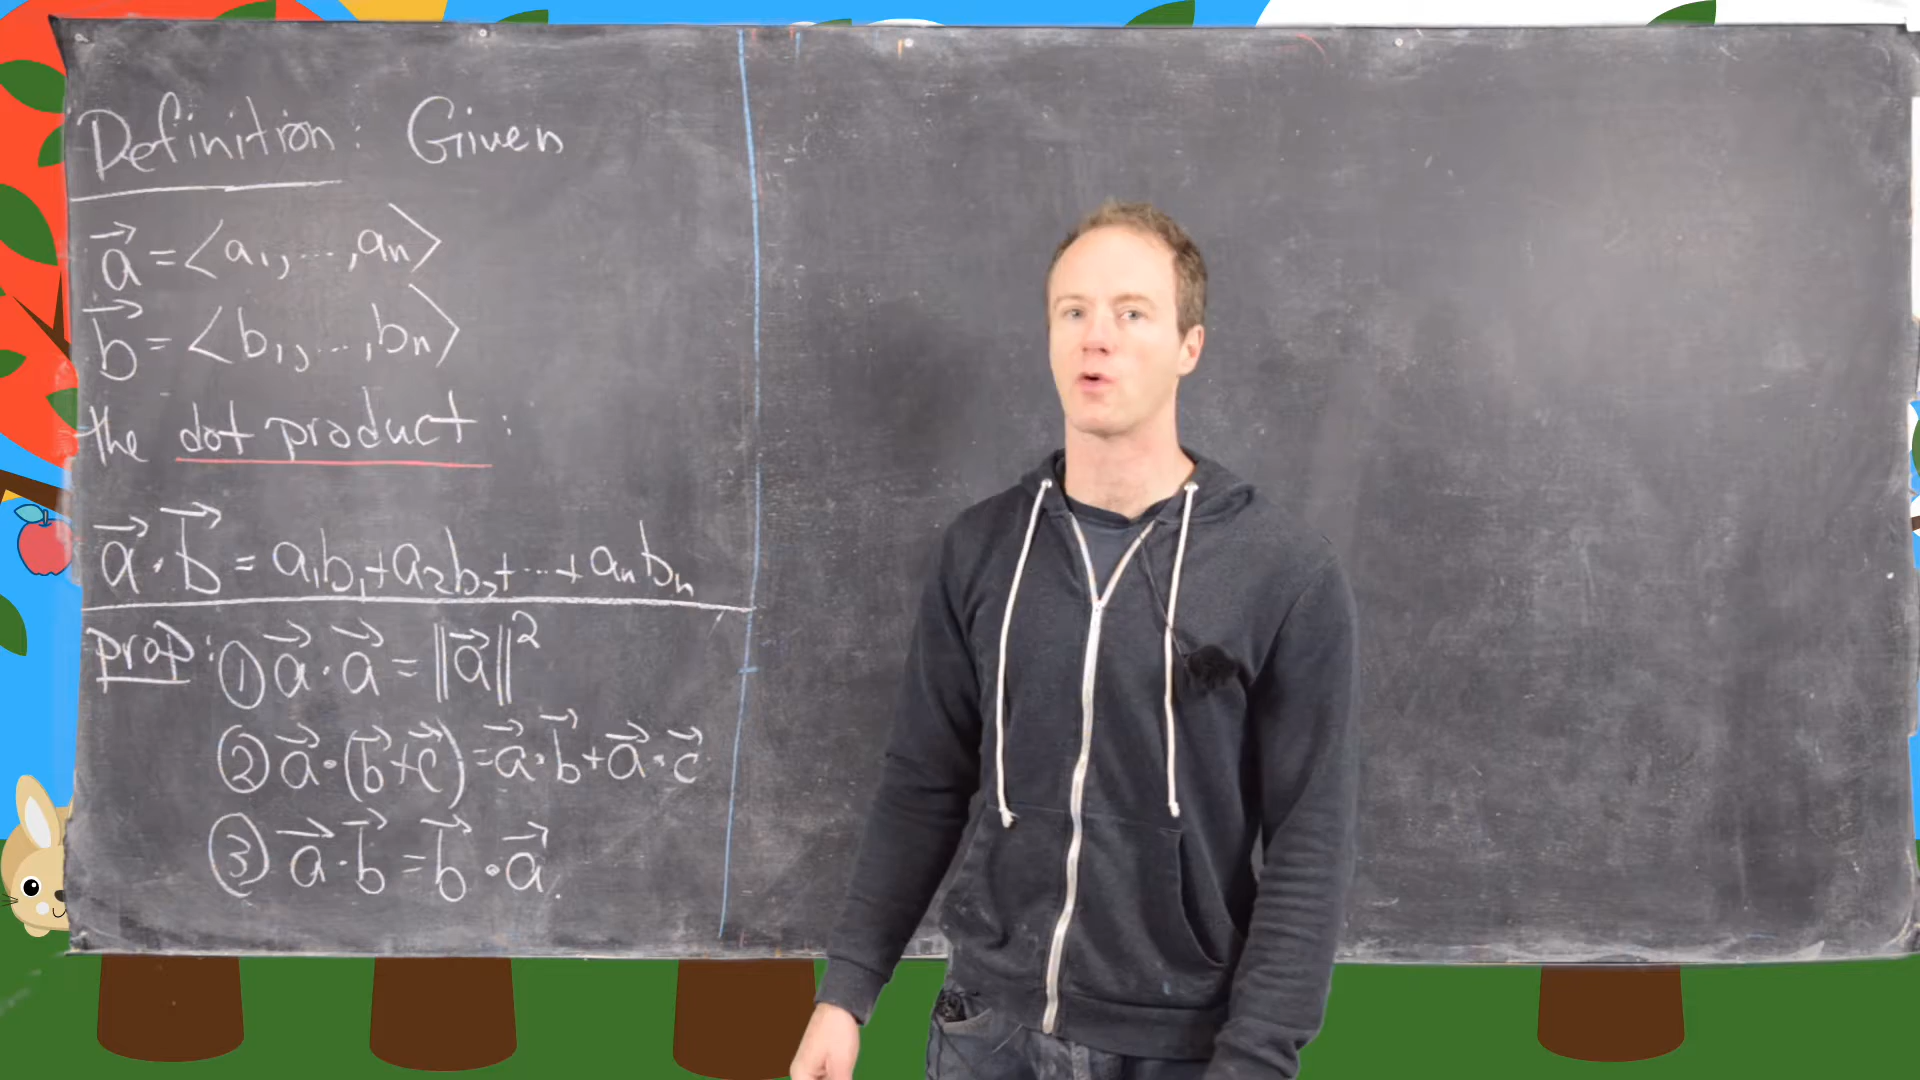 Definition: Given
a⃗ = ⟨a₁, ..., aₙ⟩
b⃗ = ⟨b₁, ..., bₙ⟩
the dot product:
a⃗ · b⃗ = a₁b₁ + a₂b₂ + ... + aₙbₙ
prop: ① a⃗ · a⃗ = ‖a⃗‖²
② a⃗ · (b⃗ + c⃗) = a⃗ · b⃗ + a⃗ · c⃗
③ a⃗ · b⃗ = b⃗ · a⃗.